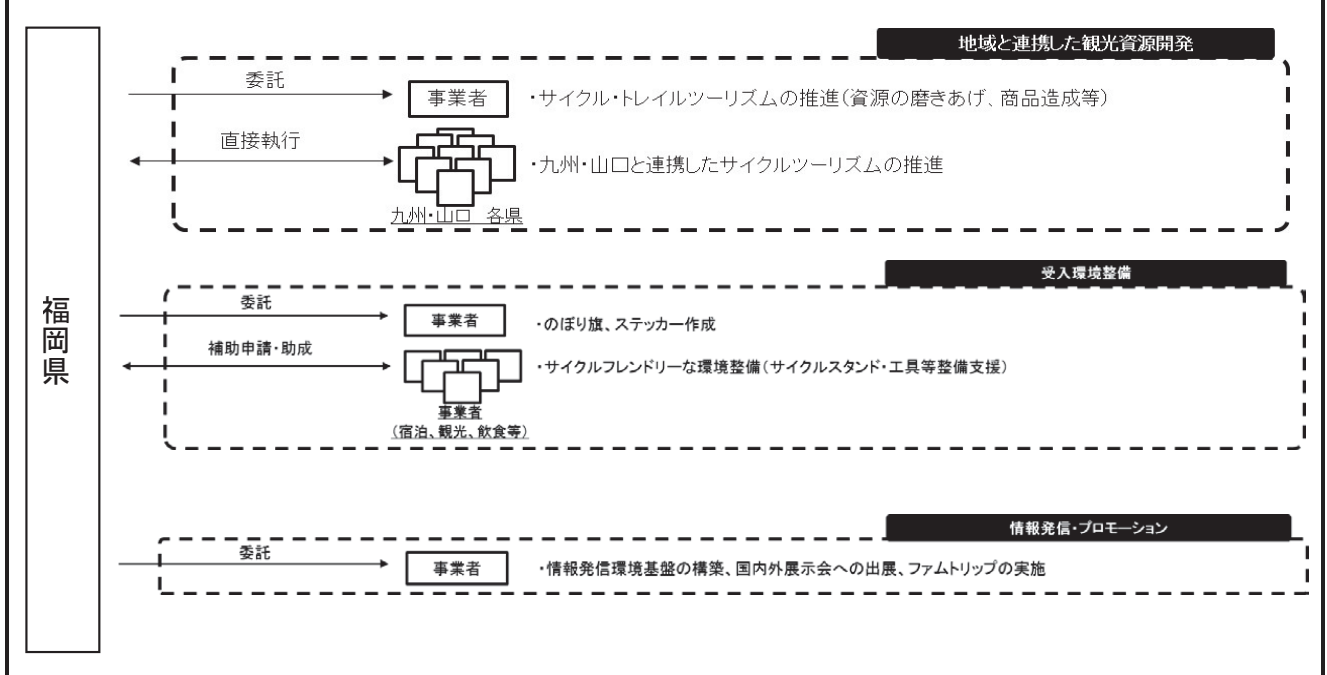 福岡県
地域と連携した観光資源開発
委託
事業者
・サイクル・トレイルツーリズムの推進(資源の磨きあげ、商品造成等)
直接執行
・九州・山口と連携したサイクルツーリズムの推進
九州・山口 各県
受入環境整備
委託
事業者
・のぼり旗、ステッカー作成
補助申請・助成
・サイクルフレンドリーな環境整備(サイクルスタンド・工具等整備支援)
事業者
(宿泊、観光、飲食等)
情報発信・プロモーション
委託
事業者
・情報発信環境基盤の構築、国内外展示会への出展、ファムトリップの実施